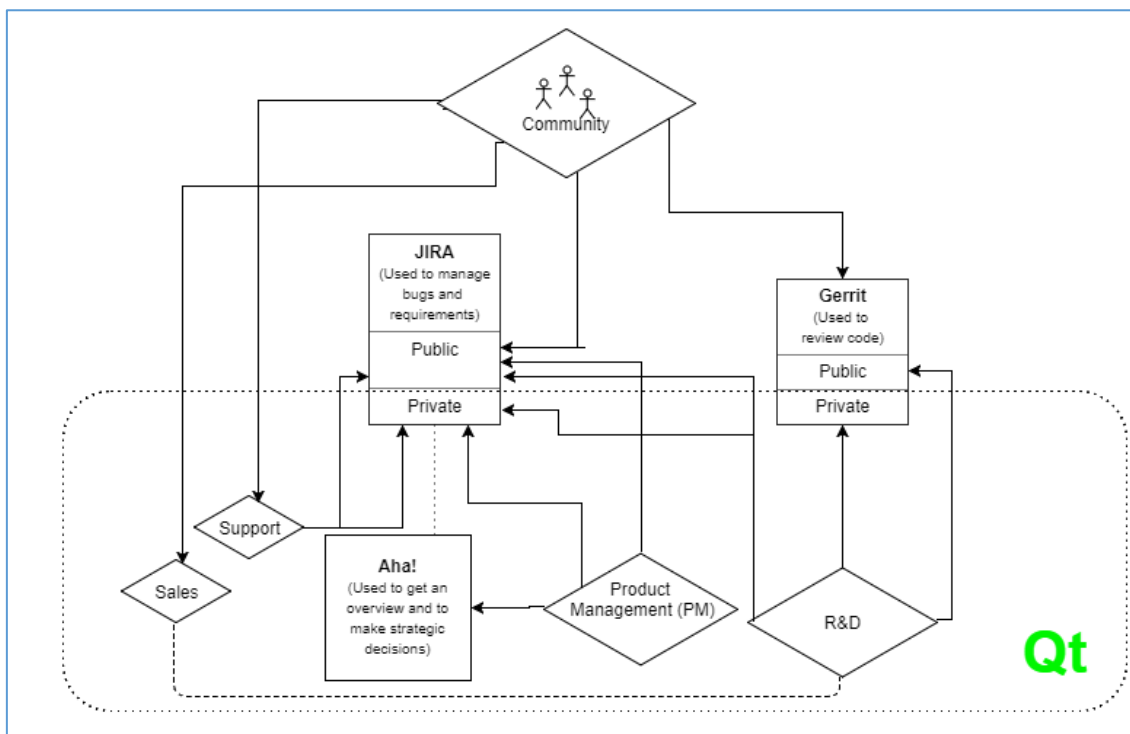 Community
JIRA
(Used to manage
bugs and
requirements)
Public
Private
Gerrit
(Used to
review code)
Public
Private
Support
Sales
Aha!
(Used to get an
overview and to
make strategic
decisions)
Product
Management (PM)
R&D
Qt